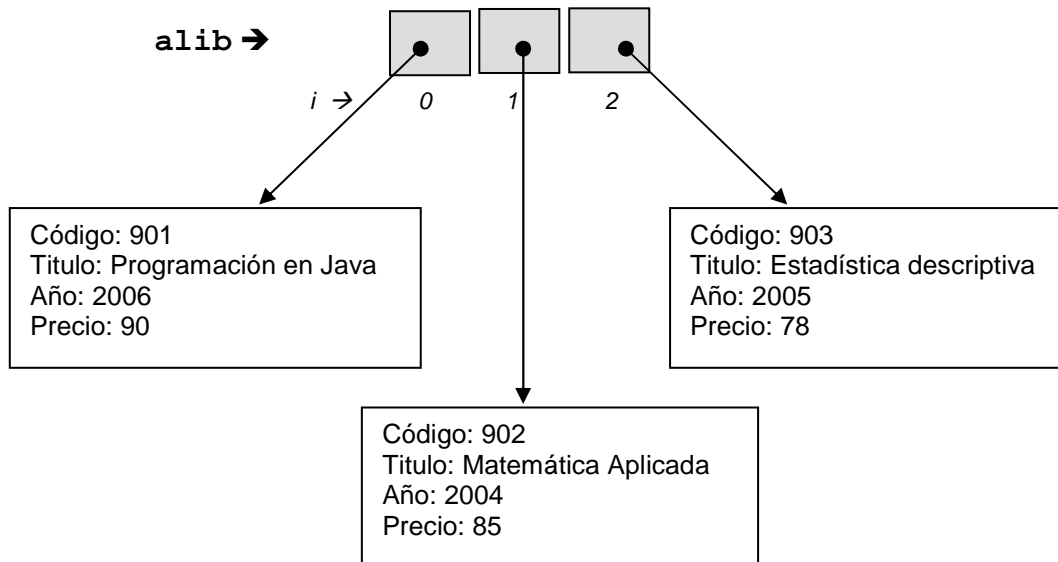 alib →
i → 0 1 2
Código: 901
Titulo: Programación en Java
Año: 2006
Precio: 90
Código: 903
Titulo: Estadística descriptiva
Año: 2005
Precio: 78
Código: 902
Titulo: Matemática Aplicada
Año: 2004
Precio: 85